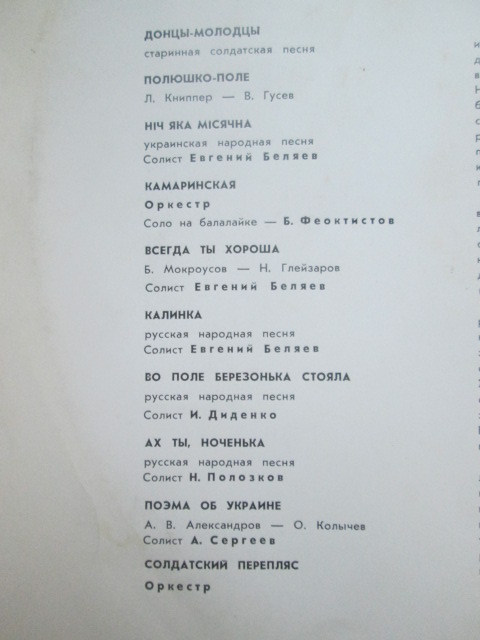 ДОНЦЫ-МОЛОДЦЫ
старинная солдатская песня
ПОЛЮШКО-ПОЛЕ
Л. Книппер — В. Гусев
НІЧ ЯКА МІСЯЧНА
украинская народная песня
Солист Евгений Беляев
КАМАРИНСКАЯ
Оркестр
Соло на балалайке — Б. Феоктистов
ВСЕГДА ТЫ ХОРОША
Б. Мокроусов — Н. Глейзаров
Солист Евгений Беляев
КАЛИНКА
русская народная песня
Солист Евгений Беляев
ВО ПОЛЕ БЕРЕЗОНЬКА СТОЯЛА
русская народная песня
Солист И. Диденко
АХ ТЫ, НОЧЕНЬКА
русская народная песня
Солист Н. Полозков
ПОЭМА ОБ УКРАИНЕ
А. В. Александров — О. Колычев
Солист А. Сергеев
СОЛДАТСКИЙ ПЕРЕПЛЯС
Оркестр